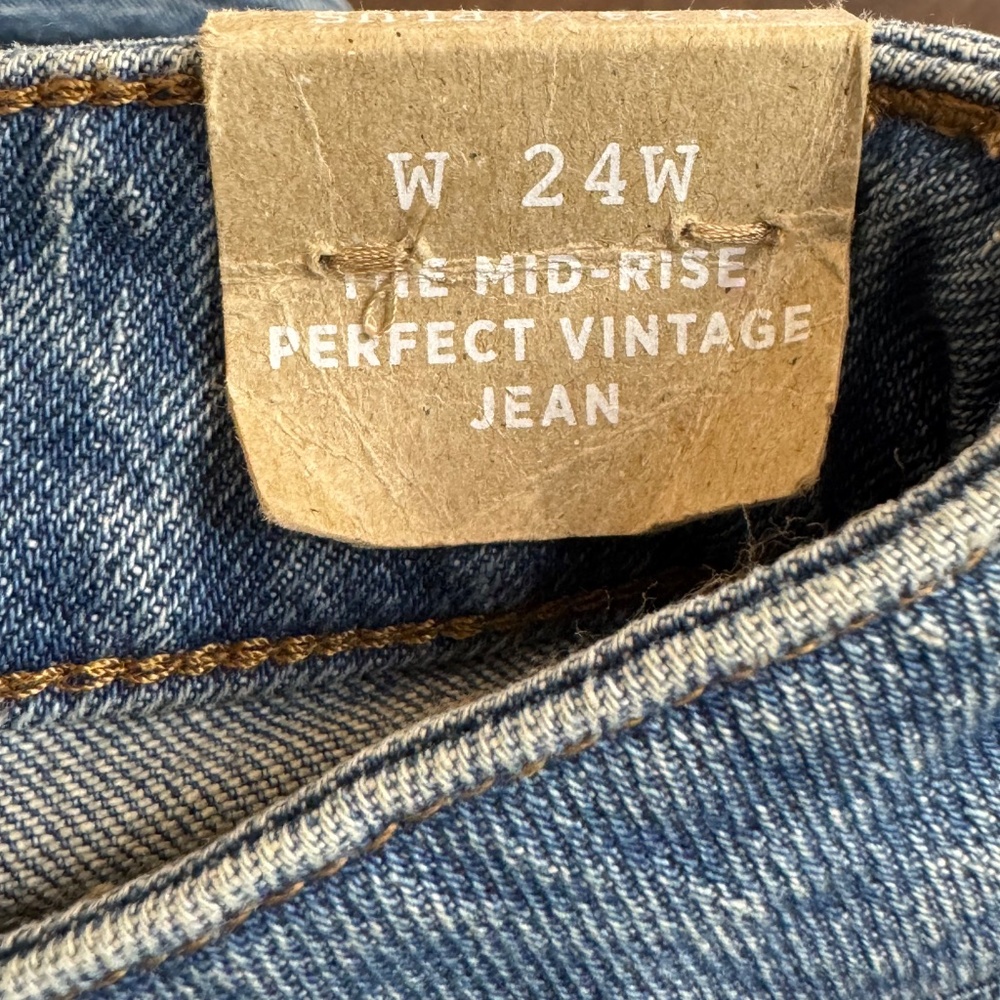 W 24W
THE MID-RISE
PERFECT VINTAGE
JEAN